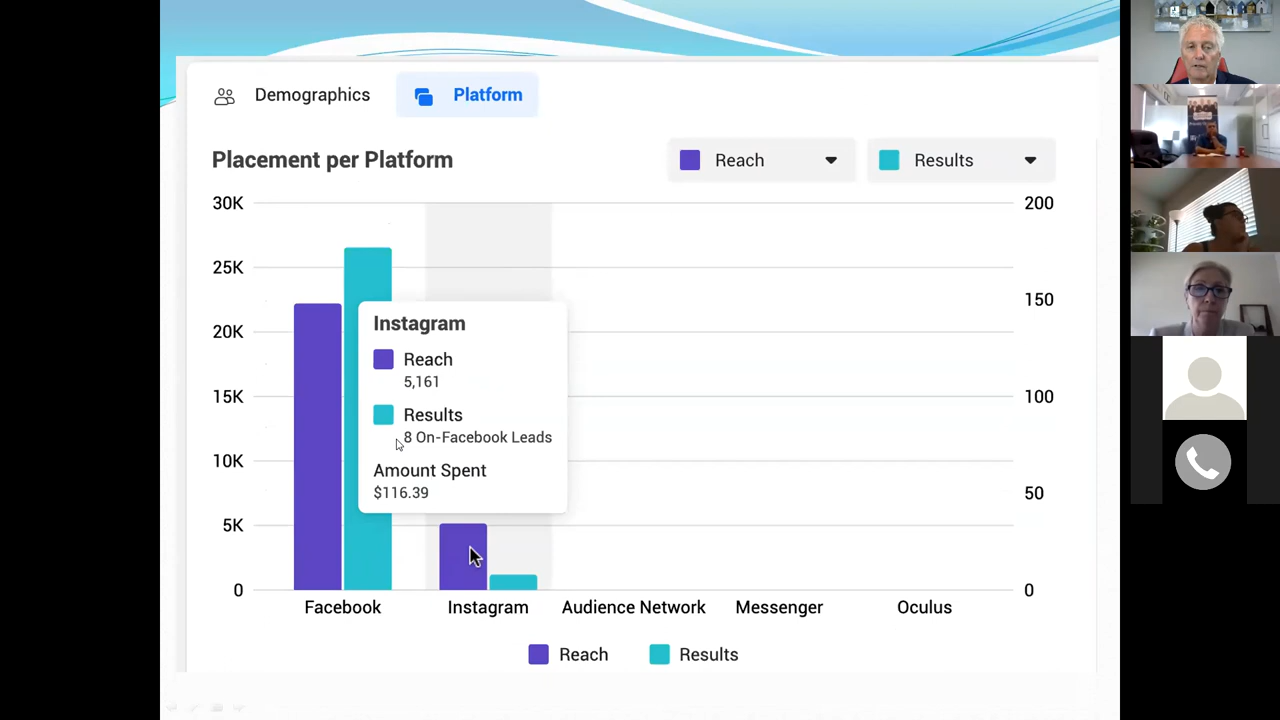 Demographics
Platform
Placement per Platform
Reach
Results
30K
200
25K
150
20K
15K
100
10K
50
5K
0
0
Instagram
Reach
5,161
Results
8 On-Facebook Leads
Amount Spent
$116.39
Facebook
Instagram
Audience Network
Messenger
Oculus
Reach
Results